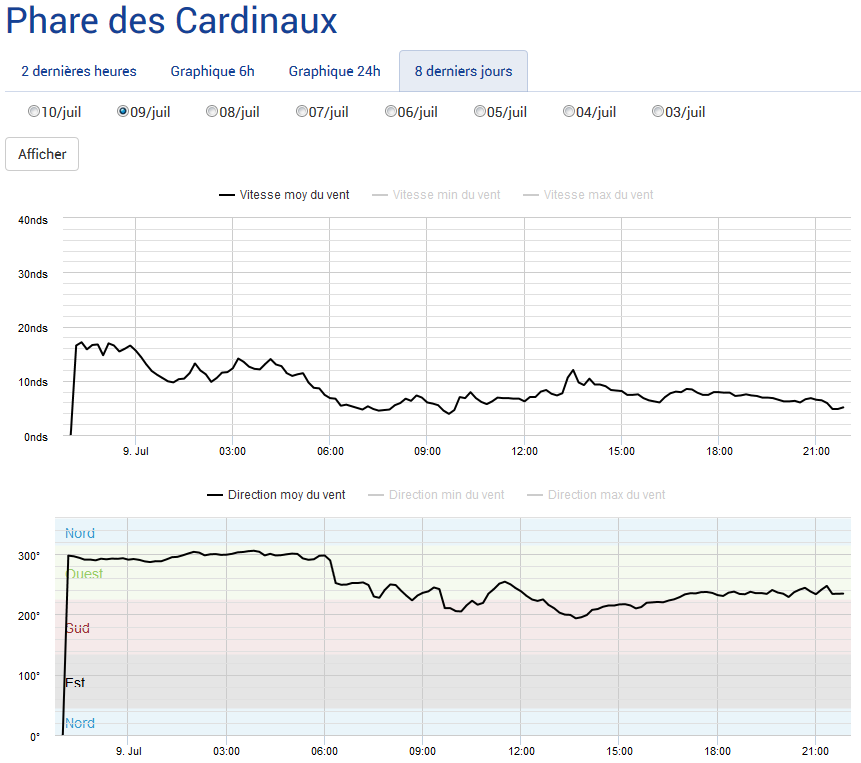 Phare des Cardinaux
2 dernières heures Graphique 6h Graphique 24h 8 derniers jours
10/juil 09/juil 08/juil 07/juil 06/juil 05/juil 04/juil 03/juil
Afficher
Vitesse moy du vent Vitesse min du vent Vitesse max du vent
40nds
30nds
20nds
10nds
0nds
9. Jul 03:00 06:00 09:00 12:00 15:00 18:00 21:00
Direction moy du vent Direction min du vent Direction max du vent
Nord
300°
Ouest
200°
Sud
100°
Est
Nord
0°
9. Jul 03:00 06:00 09:00 12:00 15:00 18:00 21:00